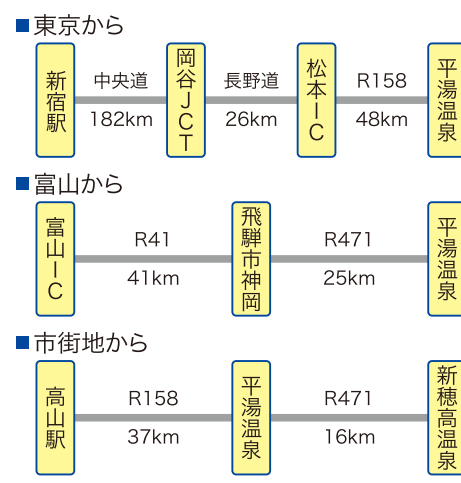 東京から
新宿駅
中央道
182km
岡谷JCT
長野道
26km
松本IC
R158
48km
平湯温泉
富山から
富山IC
R41
41km
飛騨市神岡
R471
25km
平湯温泉
市街地から
高山駅
R158
37km
平湯温泉
R471
16km
新穂高温泉